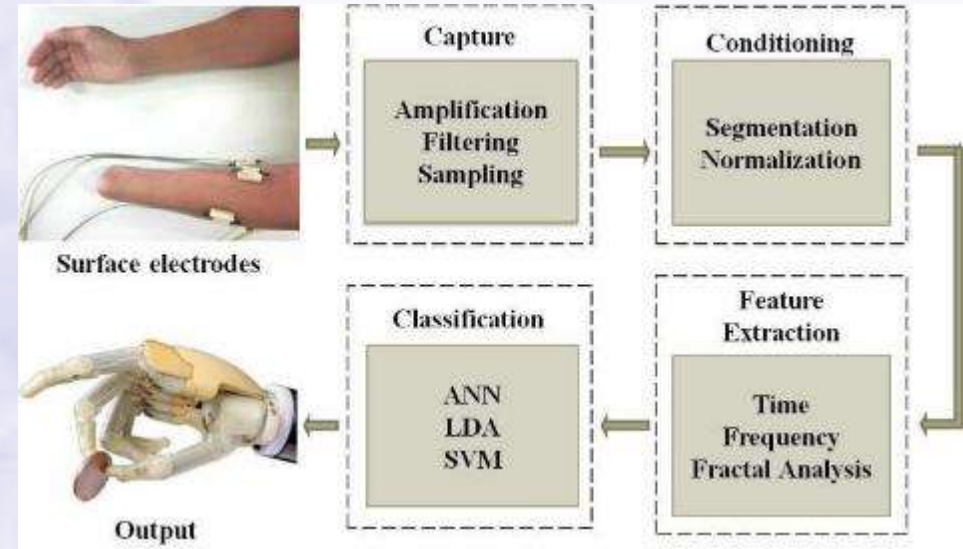 Surface electrodes
Capture
Amplification
Filtering
Sampling
Conditioning
Segmentation
Normalization
Feature
Extraction
Time
Frequency
Fractal Analysis
Classification
ANN
LDA
SVM
Output